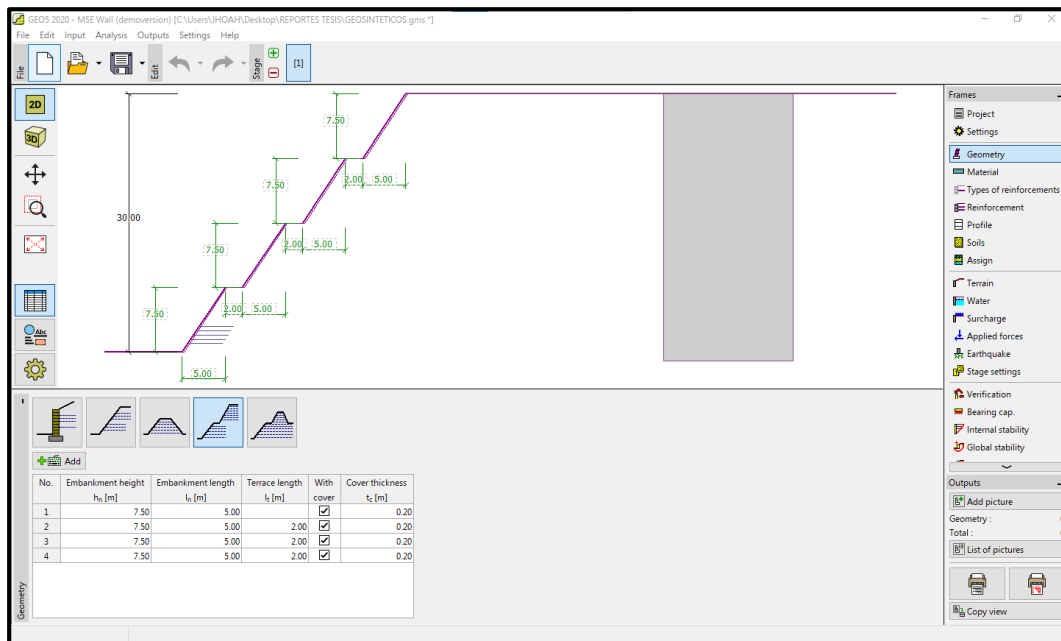 GEO5 2020 - MSE Wall (demoversion) [C:\Users\JHOAH\Desktop\REPORTES TESIS\GEOSINTETICOS.gms *]
File Edit Input Analysis Outputs Settings Help
File
Edit
Stage
[1]
2D
3D
Abc
7.50
2.00 5.00
7.50
30.00
2.00 5.00
7.50
2.00 5.00
7.50
5.00
Frames
Project
Settings
Geometry
Material
Types of reinforcements
Reinforcement
Profile
Soils
Assign
Terrain
Water
Surcharge
Applied forces
Earthquake
Stage settings
Verification
Bearing cap.
Internal stability
Global stability
Outputs
Add picture
Geometry :
Total :
List of pictures
Copy view
Geometry
Add
No. Embankment height Embankment length Terrace length With Cover thickness
hn [m] ln [m] lt [m] cover tc [m]
1 7.50 5.00 0.20
2 7.50 5.00 2.00 0.20
3 7.50 5.00 2.00 0.20
4 7.50 5.00 2.00 0.20